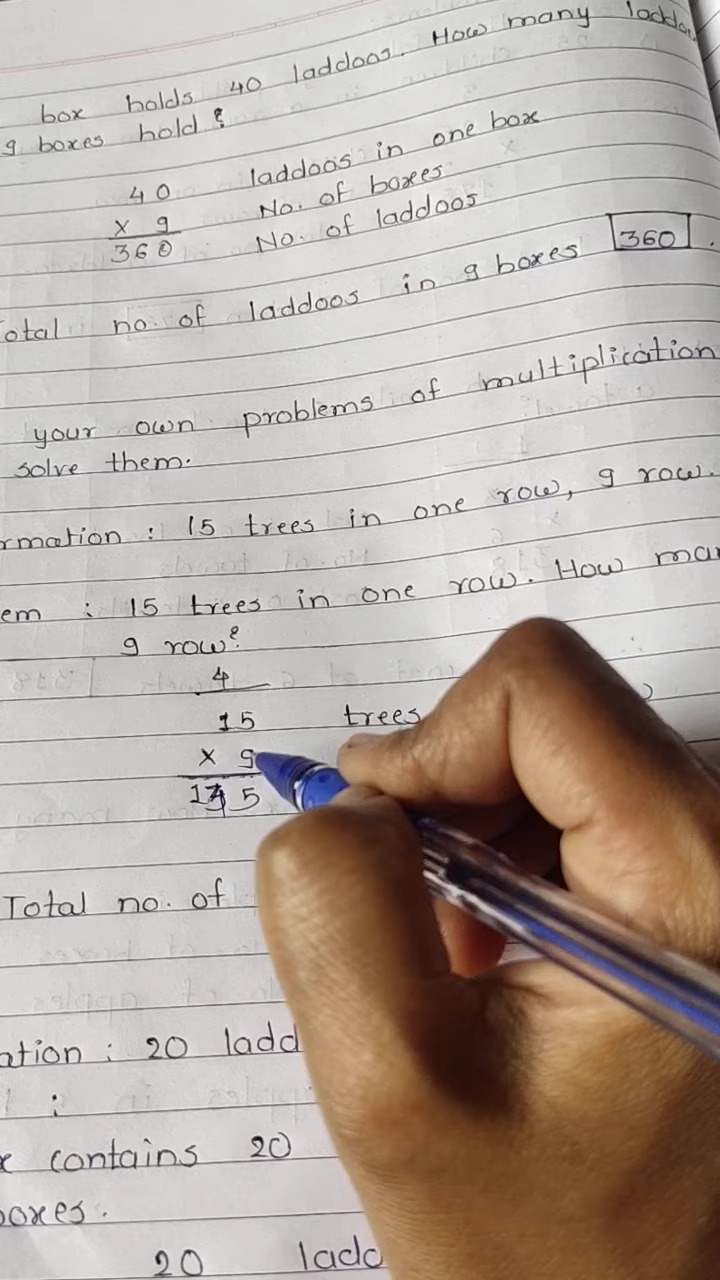 box holds 40 laddoos. How many laddoo
9 boxes hold?
40 laddoos in one box
x 9 No. of boxes
360 No. of laddoos
otal no. of laddoos in 9 boxes 360.
your own problems of multiplication
solve them.
rmation : 15 trees in one row, 9 row.
em : 15 trees in one row. How ma
9 row?
4
15 trees
x 9
5
Total no. of
ation : 20 ladd
:
contains 20
oxes.
20 ladd